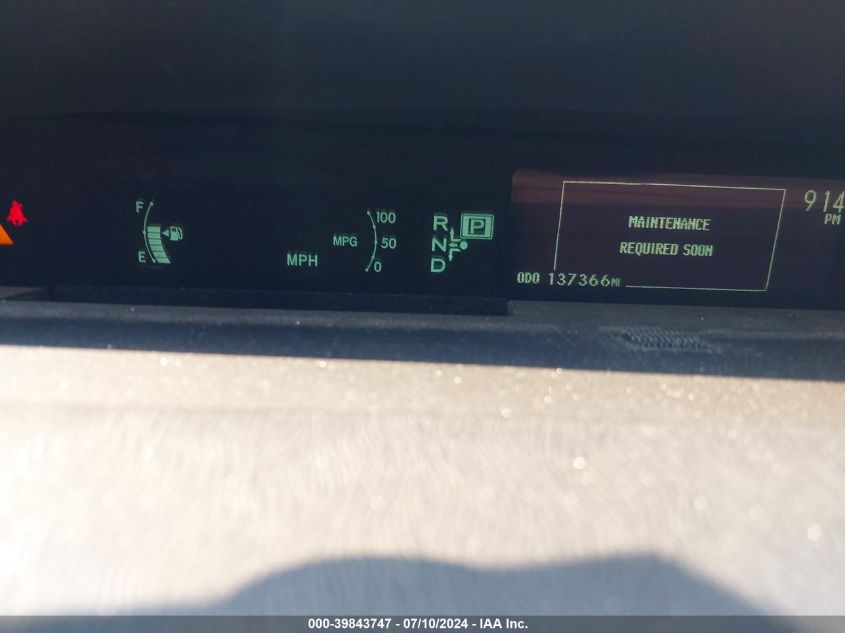 F
E
MPH
MPG
100
50
0
R
N
D
P
MAINTENANCE
REQUIRED SOON
ODO 137366MI
914
PM
000-39843747 - 07/10/2024 - IAA Inc.